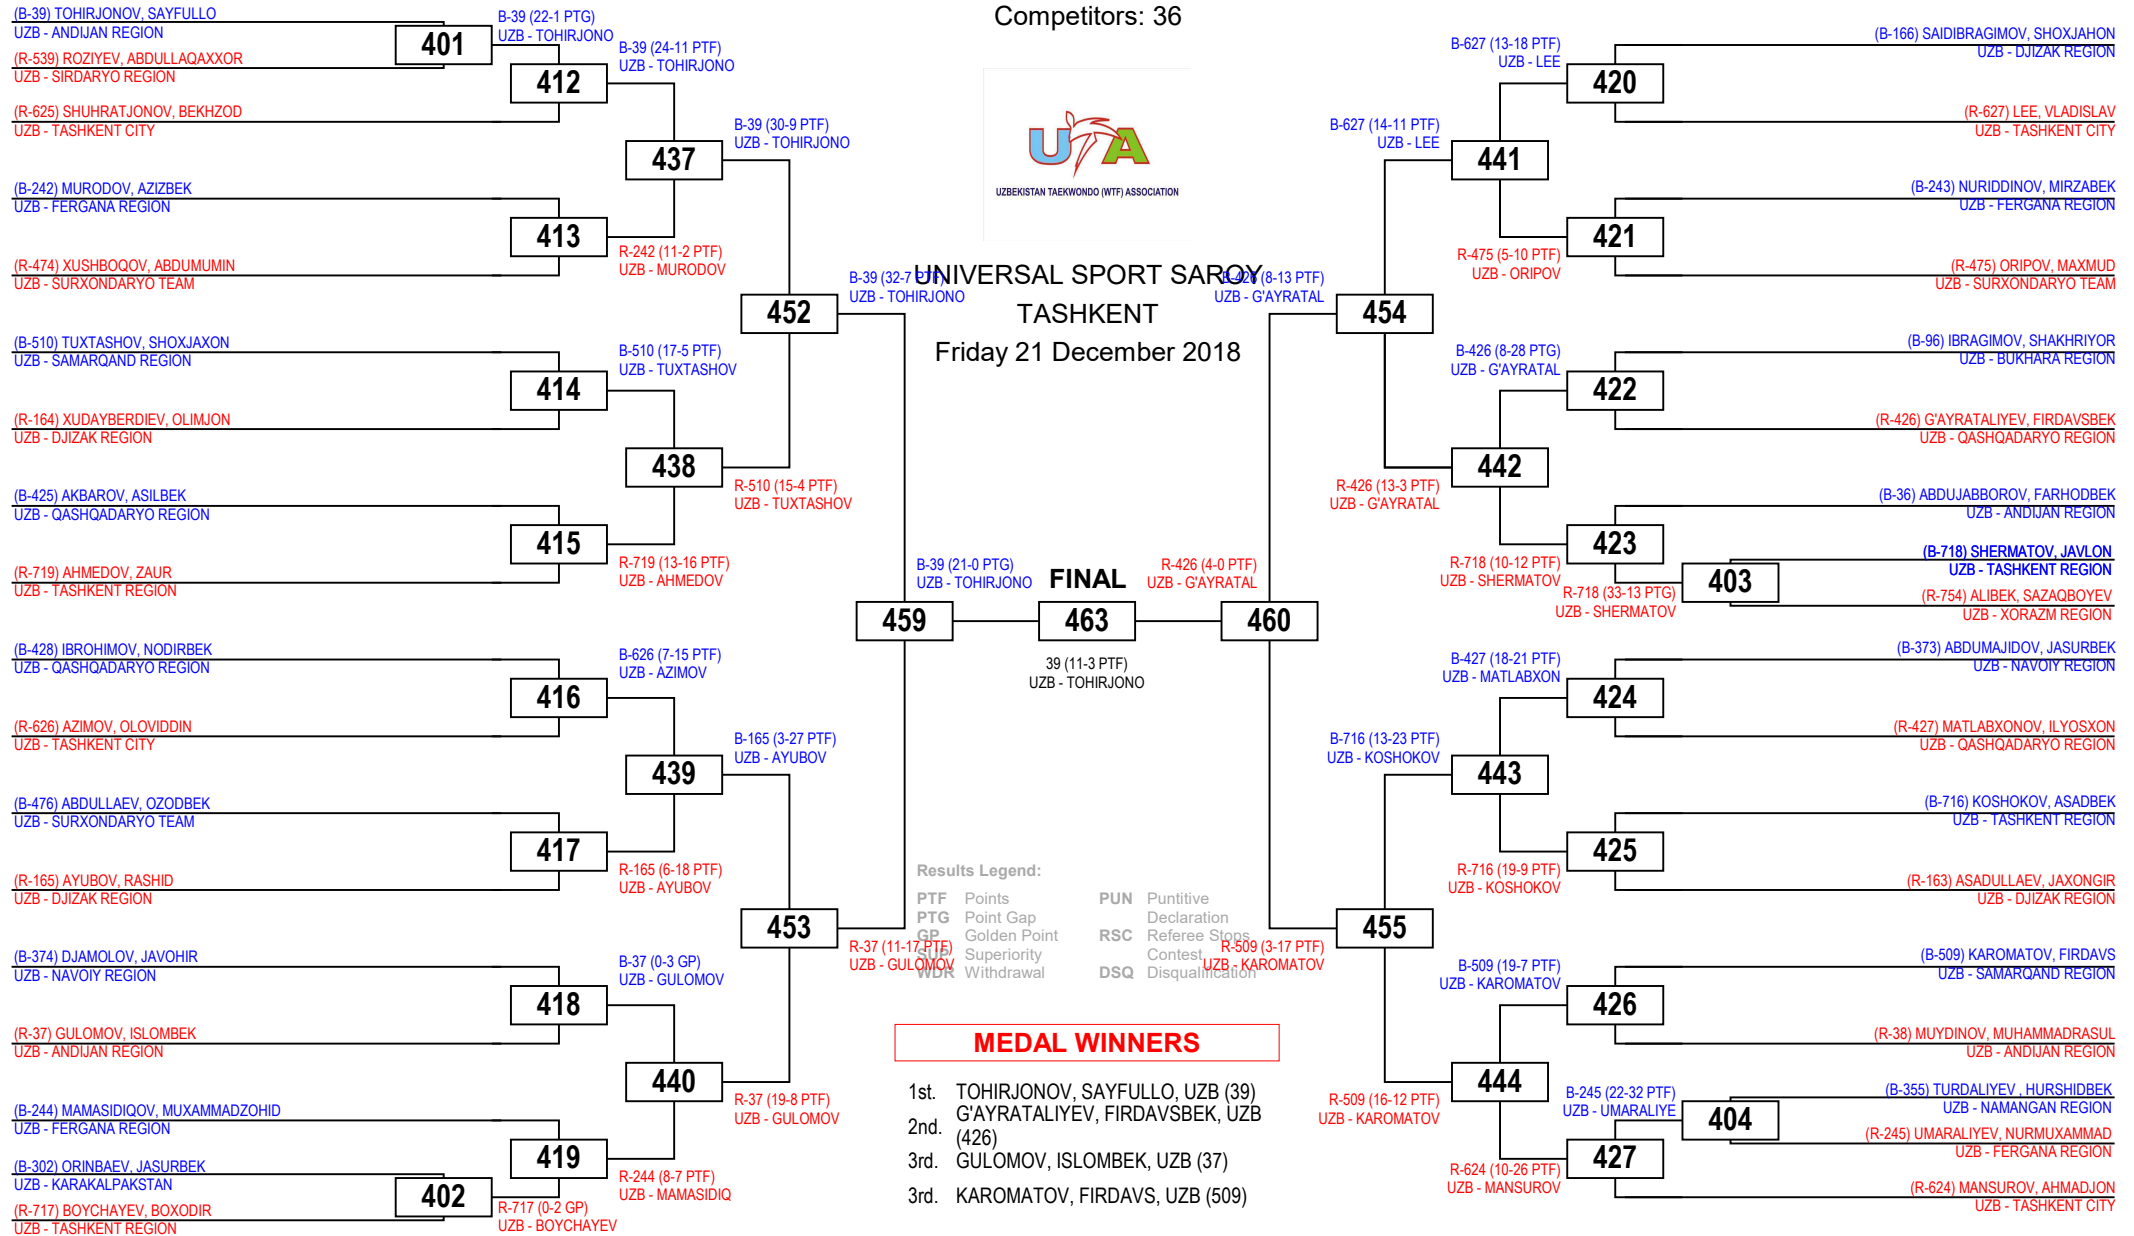 Competitors: 36
UTA
UZBEKISTAN TAEKWONDO (WTF) ASSOCIATION
UNIVERSAL SPORT SAROY
TASHKENT
Friday 21 December 2018
(B-39) TOHIRJONOV, SAYFULLO
UZB - ANDIJAN REGION
(R-539) ROZIYEV, ABDULLAQAXXOR
UZB - SIRDARYO REGION
(R-625) SHUHRATJONOV, BEKHZOD
UZB - TASHKENT CITY
(B-242) MURODOV, AZIZBEK
UZB - FERGANA REGION
(R-474) XUSHBOQOV, ABDUMUMIN
UZB - SURXONDARYO TEAM
(B-510) TUXTASHOV, SHOXJAXON
UZB - SAMARQAND REGION
(R-164) XUDAYBERDIEV, OLIMJON
UZB - DJIZAK REGION
(B-425) AKBAROV, ASILBEK
UZB - QASHQADARYO REGION
(R-719) AHMEDOV, ZAUR
UZB - TASHKENT REGION
(B-428) IBROHIMOV, NODIRBEK
UZB - QASHQADARYO REGION
(R-626) AZIMOV, OLOVIDDIN
UZB - TASHKENT CITY
(B-476) ABDULLAEV, OZODBEK
UZB - SURXONDARYO TEAM
(R-165) AYUBOV, RASHID
UZB - DJIZAK REGION
(B-374) DJAMOLOV, JAVOHIR
UZB - NAVOIY REGION
(R-37) GULOMOV, ISLOMBEK
UZB - ANDIJAN REGION
(B-244) MAMASIDIQOV, MUXAMMADZOHID
UZB - FERGANA REGION
(B-302) ORINBAEV, JASURBEK
UZB - KARAKALPAKSTAN
(R-717) BOYCHAYEV, BOXODIR
UZB - TASHKENT REGION
401
402
B-39 (22-1 PTG)
UZB - TOHIRJONO
R-717 (0-2 GP)
UZB - BOYCHAYEV
412
413
414
415
416
417
418
419
B-39 (24-11 PTF)
UZB - TOHIRJONO
R-242 (11-2 PTF)
UZB - MURODOV
B-510 (17-5 PTF)
UZB - TUXTASHOV
R-719 (13-16 PTF)
UZB - AHMEDOV
B-626 (7-15 PTF)
UZB - AZIMOV
R-165 (6-18 PTF)
UZB - AYUBOV
B-37 (0-3 GP)
UZB - GULOMOV
R-244 (8-7 PTF)
UZB - MAMASIDIQ
437
438
439
440
B-39 (30-9 PTF)
UZB - TOHIRJONO
R-510 (15-4 PTF)
UZB - TUXTASHOV
B-165 (3-27 PTF)
UZB - AYUBOV
R-37 (19-8 PTF)
UZB - GULOMOV
452
453
B-39 (32-7 PTF)
UZB - TOHIRJONO
R-37 (11-17 PTF)
UZB - GULOMOV
459
B-39 (21-0 PTG)
UZB - TOHIRJONO
FINAL
463
39 (11-3 PTF)
UZB - TOHIRJONO
R-426 (4-0 PTF)
UZB - G'AYRATAL
460
B-426 (8-13 PTF)
UZB - G'AYRATAL
R-509 (3-17 PTF)
UZB - KAROMATOV
454
455
B-627 (14-11 PTF)
UZB - LEE
R-426 (13-3 PTF)
UZB - G'AYRATAL
B-716 (13-23 PTF)
UZB - KOSHOKOV
R-509 (16-12 PTF)
UZB - KAROMATOV
441
442
443
444
B-627 (13-18 PTF)
UZB - LEE
R-475 (5-10 PTF)
UZB - ORIPOV
B-426 (8-28 PTG)
UZB - G'AYRATAL
R-718 (10-12 PTF)
UZB - SHERMATOV
B-427 (18-21 PTF)
UZB - MATLABXON
R-716 (19-9 PTF)
UZB - KOSHOKOV
B-509 (19-7 PTF)
UZB - KAROMATOV
R-624 (10-26 PTF)
UZB - MANSUROV
420
421
422
423
424
425
426
427
R-718 (33-13 PTG)
UZB - SHERMATOV
B-245 (22-32 PTF)
UZB - UMARALIYE
403
404
(B-166) SAIDIBRAGIMOV, SHOXJAHON
UZB - DJIZAK REGION
(R-627) LEE, VLADISLAV
UZB - TASHKENT CITY
(B-243) NURIDDINOV, MIRZABEK
UZB - FERGANA REGION
(R-475) ORIPOV, MAXMUD
UZB - SURXONDARYO TEAM
(B-96) IBRAGIMOV, SHAKHRIYOR
UZB - BUKHARA REGION
(R-426) G'AYRATALIYEV, FIRDAVSBEK
UZB - QASHQADARYO REGION
(B-36) ABDUJABBOROV, FARHODBEK
UZB - ANDIJAN REGION
(B-718) SHERMATOV, JAVLON
UZB - TASHKENT REGION
(R-754) ALIBEK, SAZAQBOYEV
UZB - XORAZM REGION
(B-373) ABDUMAJIDOV, JASURBEK
UZB - NAVOIY REGION
(R-427) MATLABXONOV, ILYOSXON
UZB - QASHQADARYO REGION
(B-716) KOSHOKOV, ASADBEK
UZB - TASHKENT REGION
(R-163) ASADULLAEV, JAXONGIR
UZB - DJIZAK REGION
(B-509) KAROMATOV, FIRDAVS
UZB - SAMARQAND REGION
(R-38) MUYDINOV, MUHAMMADRASUL
UZB - ANDIJAN REGION
(B-355) TURDALIYEV , HURSHIDBEK
UZB - NAMANGAN REGION
(R-245) UMARALIYEV, NURMUXAMMAD
UZB - FERGANA REGION
(R-624) MANSUROV, AHMADJON
UZB - TASHKENT CITY
Results Legend:
PTF Points
PTG Point Gap
GP Golden Point
SUP Superiority
WDR Withdrawal
PUN Puntitive
Declaration
RSC Referee Stops
Contest
DSQ Disqualification
MEDAL WINNERS
1st. TOHIRJONOV, SAYFULLO, UZB (39)
2nd. G'AYRATALIYEV, FIRDAVSBEK, UZB
(426)
3rd. GULOMOV, ISLOMBEK, UZB (37)
3rd. KAROMATOV, FIRDAVS, UZB (509)